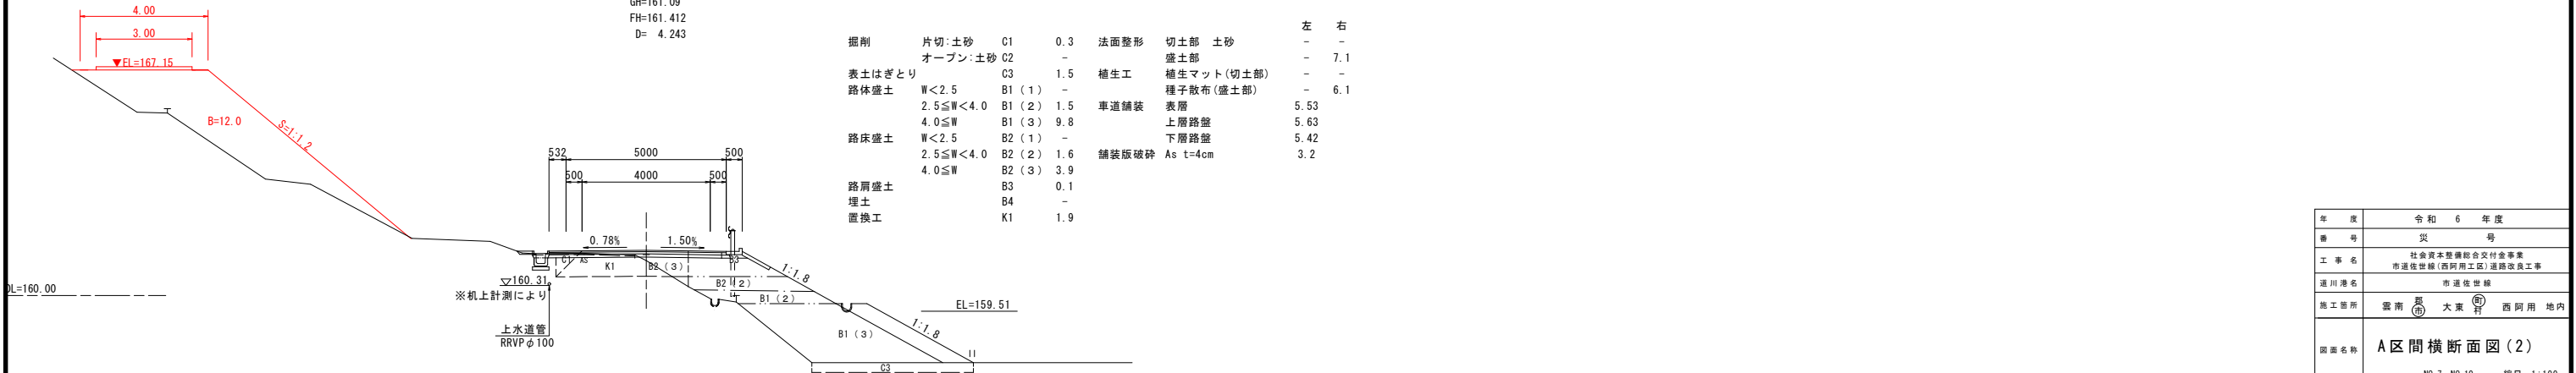 GH=161.09
FH=161.412
D= 4.243
4.00
3.00
▼EL=167.15
B=12.0
S=1:1.2
左 右
掘削 片切:土砂 C1 0.3 法面整形 切土部 土砂 - -
オープン:土砂 C2 - 盛土部 - 7.1
表土はぎとり C3 1.5 植生工 植生マット(切土部) - -
路体盛土 W<2.5 B1(1) - 種子散布(盛土部) - 6.1
2.5≦W<4.0 B1(2) 1.5 車道舗装 表層 5.53
4.0≦W B1(3) 9.8 上層路盤 5.63
路床盛土 W<2.5 B2(1) - 下層路盤 5.42
2.5≦W<4.0 B2(2) 1.6 舗装版破砕 As t=4cm 3.2
4.0≦W B2(3) 3.9
路肩盛土 B3 0.1
埋土 B4 -
置換工 K1 1.9
532 5000 500
500 4000 500
0.78% 1.50%
C1 AS K1 B2(3) B3
1:1.8
▽160.31
※机上計測により
B2(2)
B1(2)
DL=160.00
EL=159.51
上水道管
RRVPφ100
B1(3)
1:1.8
C3
年度 令和 6 年度
番号 災 号
工事名 社会資本整備総合交付金事業
市道佐世線(西阿用工区)道路改良工事
道川港名 市道佐世線
施工箇所 雲南 郡市 大東 町村 西阿用 地内
図面名称 A区間横断面図(2)